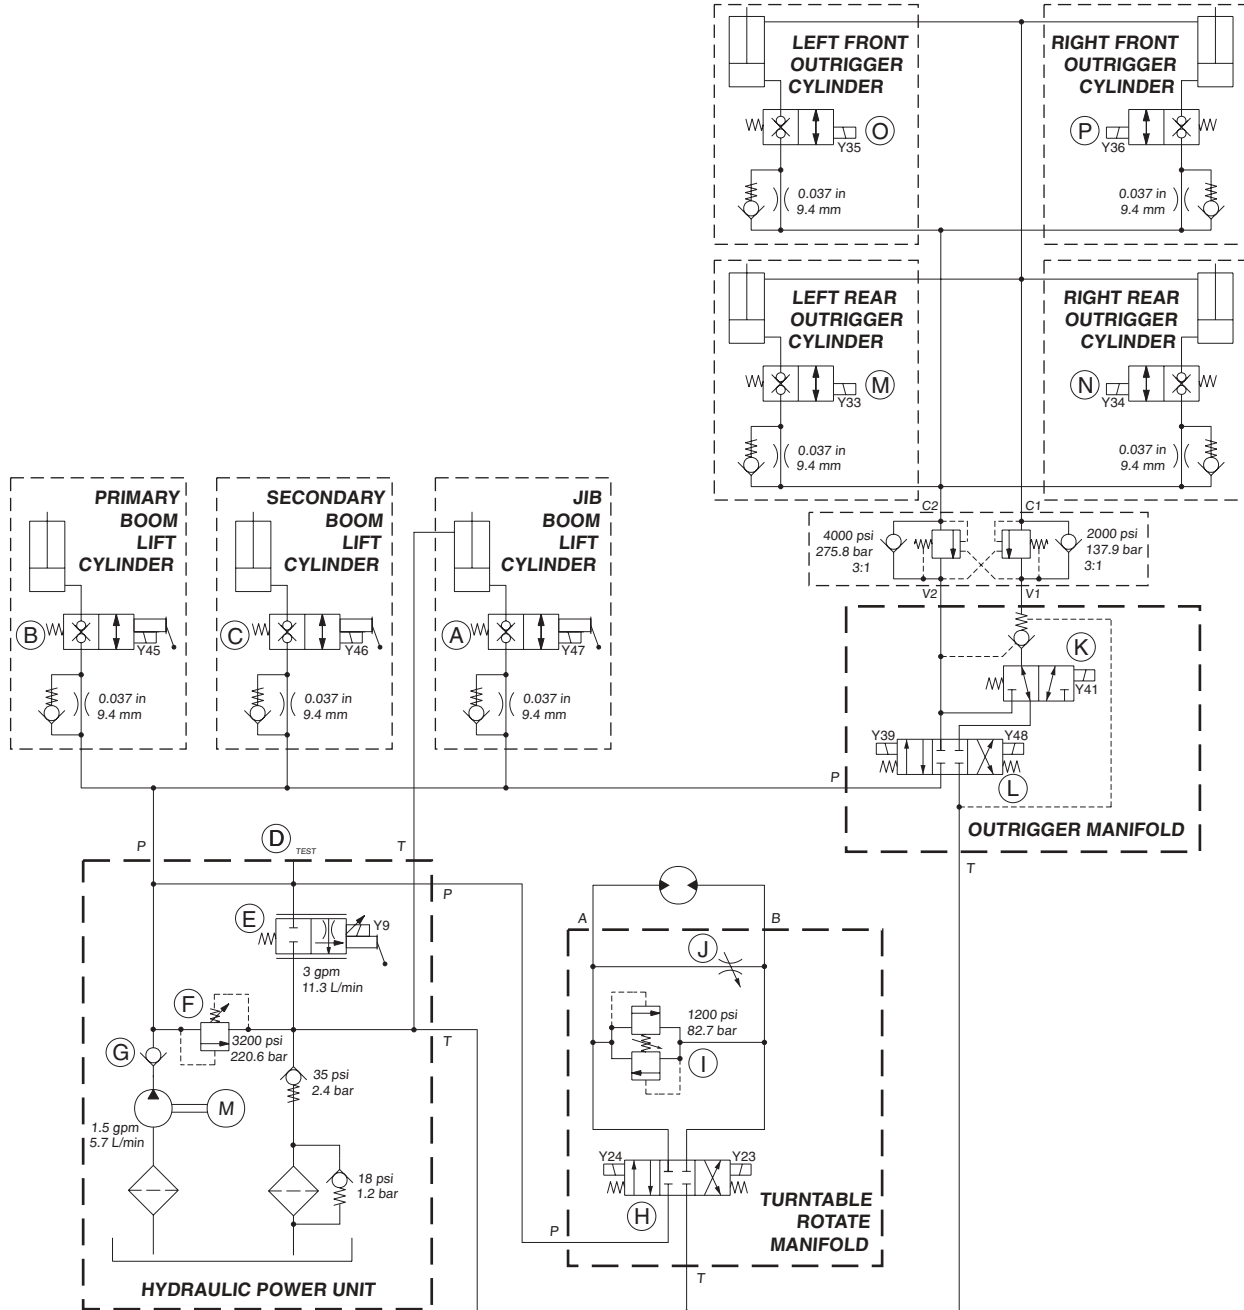 LEFT FRONT
OUTRIGGER
CYLINDER
O
Y35
0.037 in
9.4 mm
RIGHT FRONT
OUTRIGGER
CYLINDER
P
Y36
0.037 in
9.4 mm
LEFT REAR
OUTRIGGER
CYLINDER
M
Y33
0.037 in
9.4 mm
RIGHT REAR
OUTRIGGER
CYLINDER
N
Y34
0.037 in
9.4 mm
PRIMARY
BOOM
LIFT
CYLINDER
B
Y45
0.037 in
9.4 mm
SECONDARY
BOOM
LIFT
CYLINDER
C
Y46
0.037 in
9.4 mm
JIB
BOOM
LIFT
CYLINDER
A
Y47
0.037 in
9.4 mm
C2
C1
4000 psi
275.8 bar
3:1
2000 psi
137.9 bar
3:1
V2
V1
K
Y41
Y39
Y48
L
P
OUTRIGGER MANIFOLD
T
P
D
TEST
T
P
E
Y9
3 gpm
11.3 L/min
F
3200 psi
220.6 bar
T
G
35 psi
2.4 bar
M
1.5 gpm
5.7 L/min
18 psi
1.2 bar
HYDRAULIC POWER UNIT
A
B
J
1200 psi
82.7 bar
I
Y24
Y23
H
P
T
TURNTABLE
ROTATE
MANIFOLD